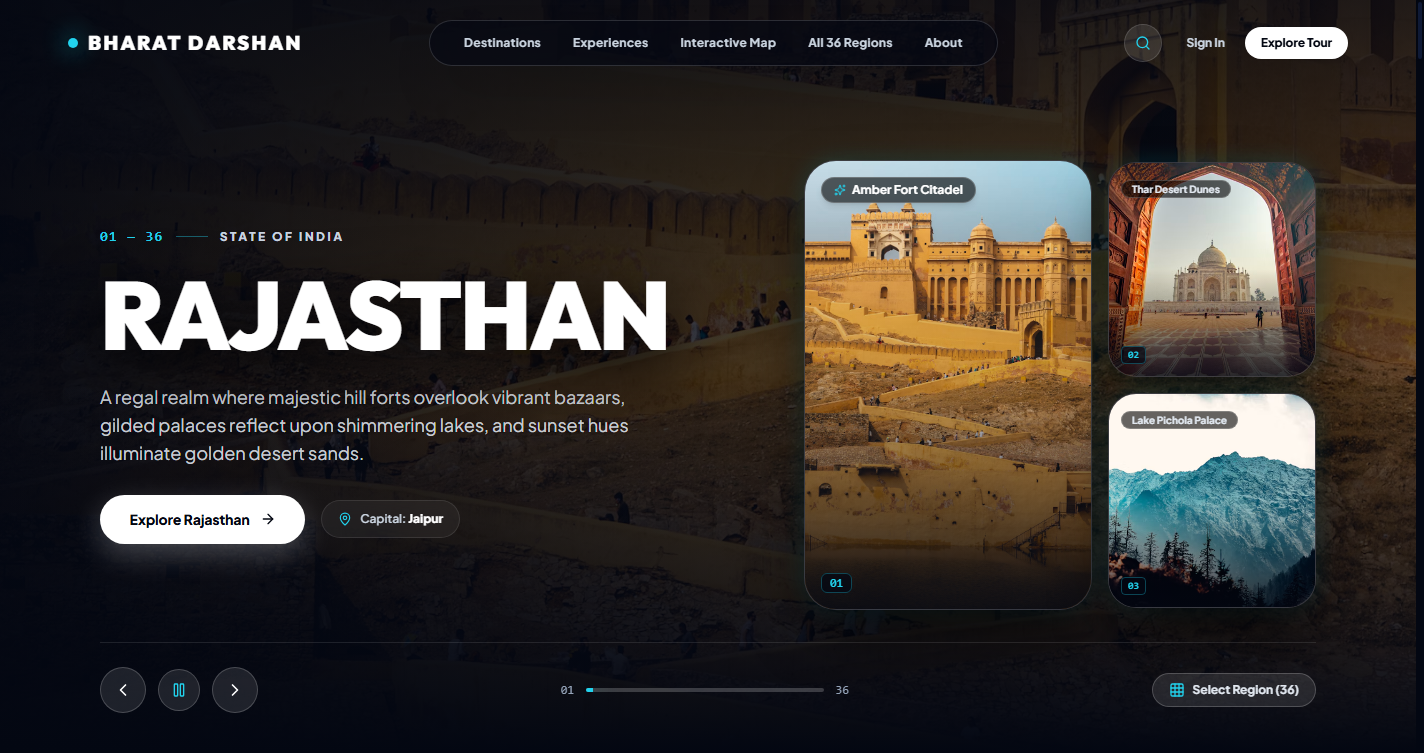 BHARAT DARSHAN
Destinations
Experiences
Interactive Map
All 36 Regions
About
Sign In
Explore Tour
01 — 36
STATE OF INDIA
RAJASTHAN
A regal realm where majestic hill forts overlook vibrant bazaars,
gilded palaces reflect upon shimmering lakes, and sunset hues
illuminate golden desert sands.
Explore Rajasthan
Capital: Jaipur
Amber Fort Citadel
01
Thar Desert Dunes
02
Lake Pichola Palace
03
01
36
Select Region (36)